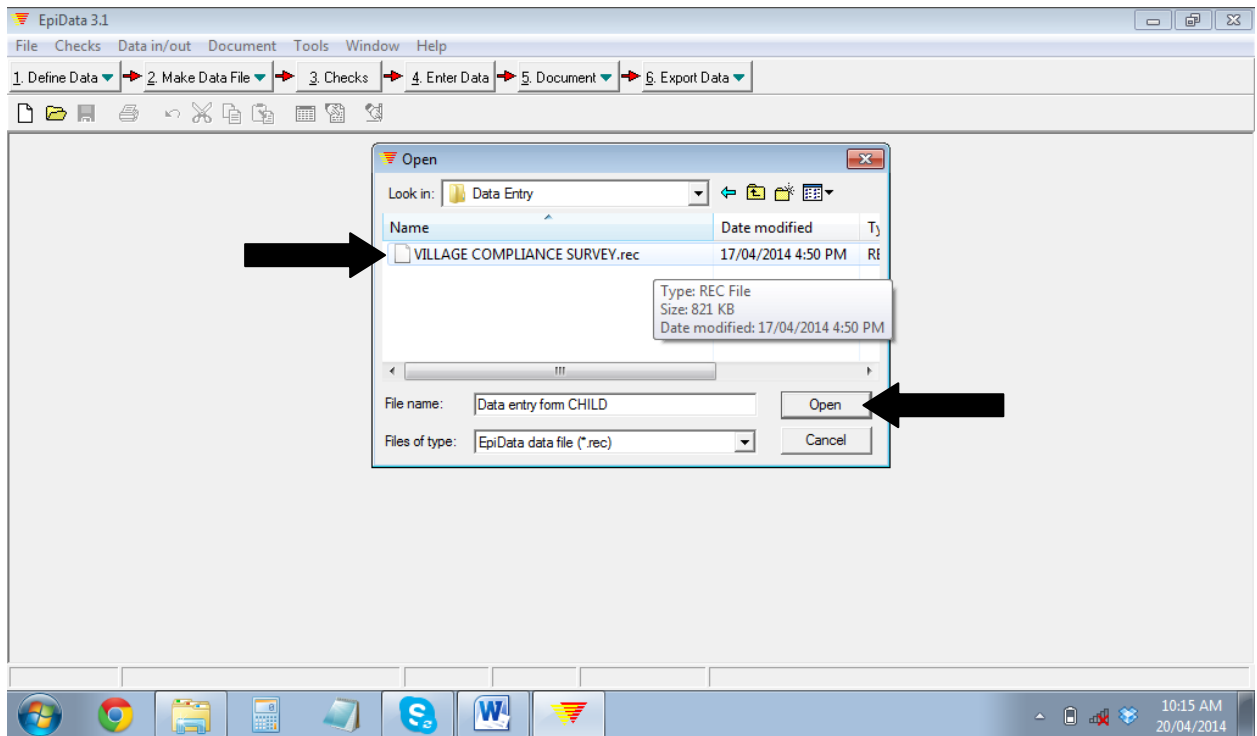 EpiData 3.1
File Checks Data in/out Document Tools Window Help
1. Define Data 2. Make Data File 3. Checks 4. Enter Data 5. Document 6. Export Data
Open
Look in: Data Entry
Name Date modified Ty
VILLAGE COMPLIANCE SURVEY.rec 17/04/2014 4:50 PM RE
Type: REC File
Size: 821 KB
Date modified: 17/04/2014 4:50 PM
File name: Data entry form CHILD Open
Files of type: EpiData data file (*.rec) Cancel
10:15 AM
20/04/2014